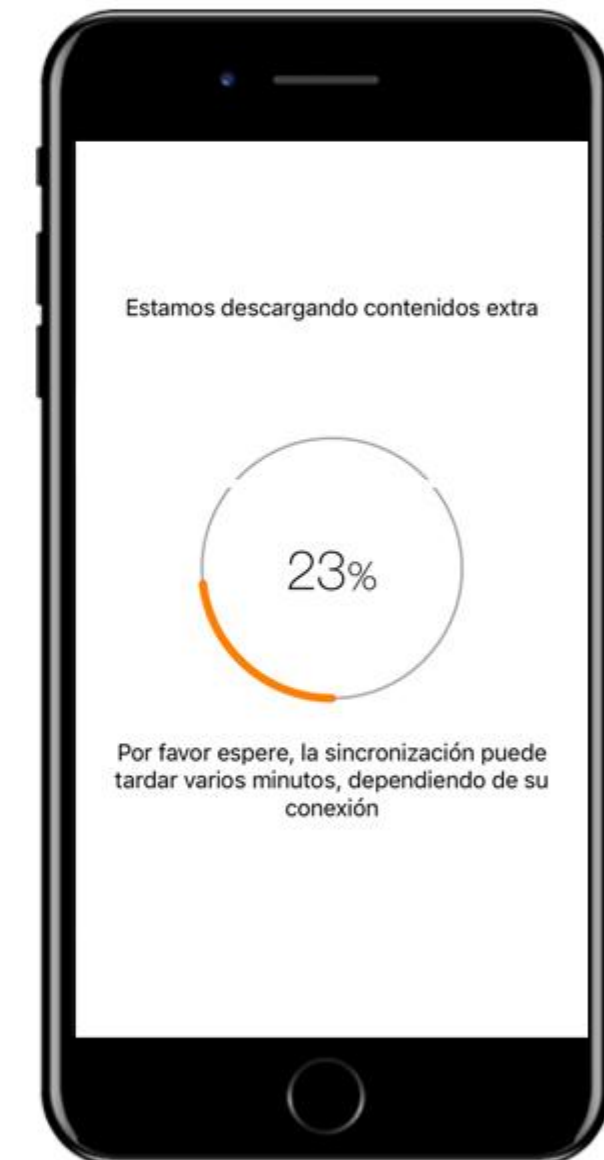 Estamos descargando contenidos extra
23%
Por favor espere, la sincronización puede
tardar varios minutos, dependiendo de su
conexión